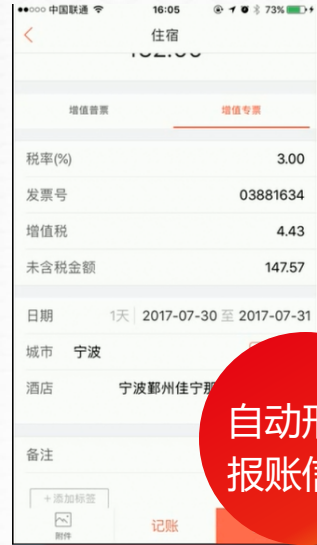 中国联通 16:05 73%
住宿
增值普票 增值专票
税率(%) 3.00
发票号 03881634
增值税 4.43
未含税金额 147.57
日期 1天 2017-07-30 至 2017-07-31
城市 宁波
酒店 宁波鄞州佳宁那
自动形
报账信
备注
+添加标签
附件 记账